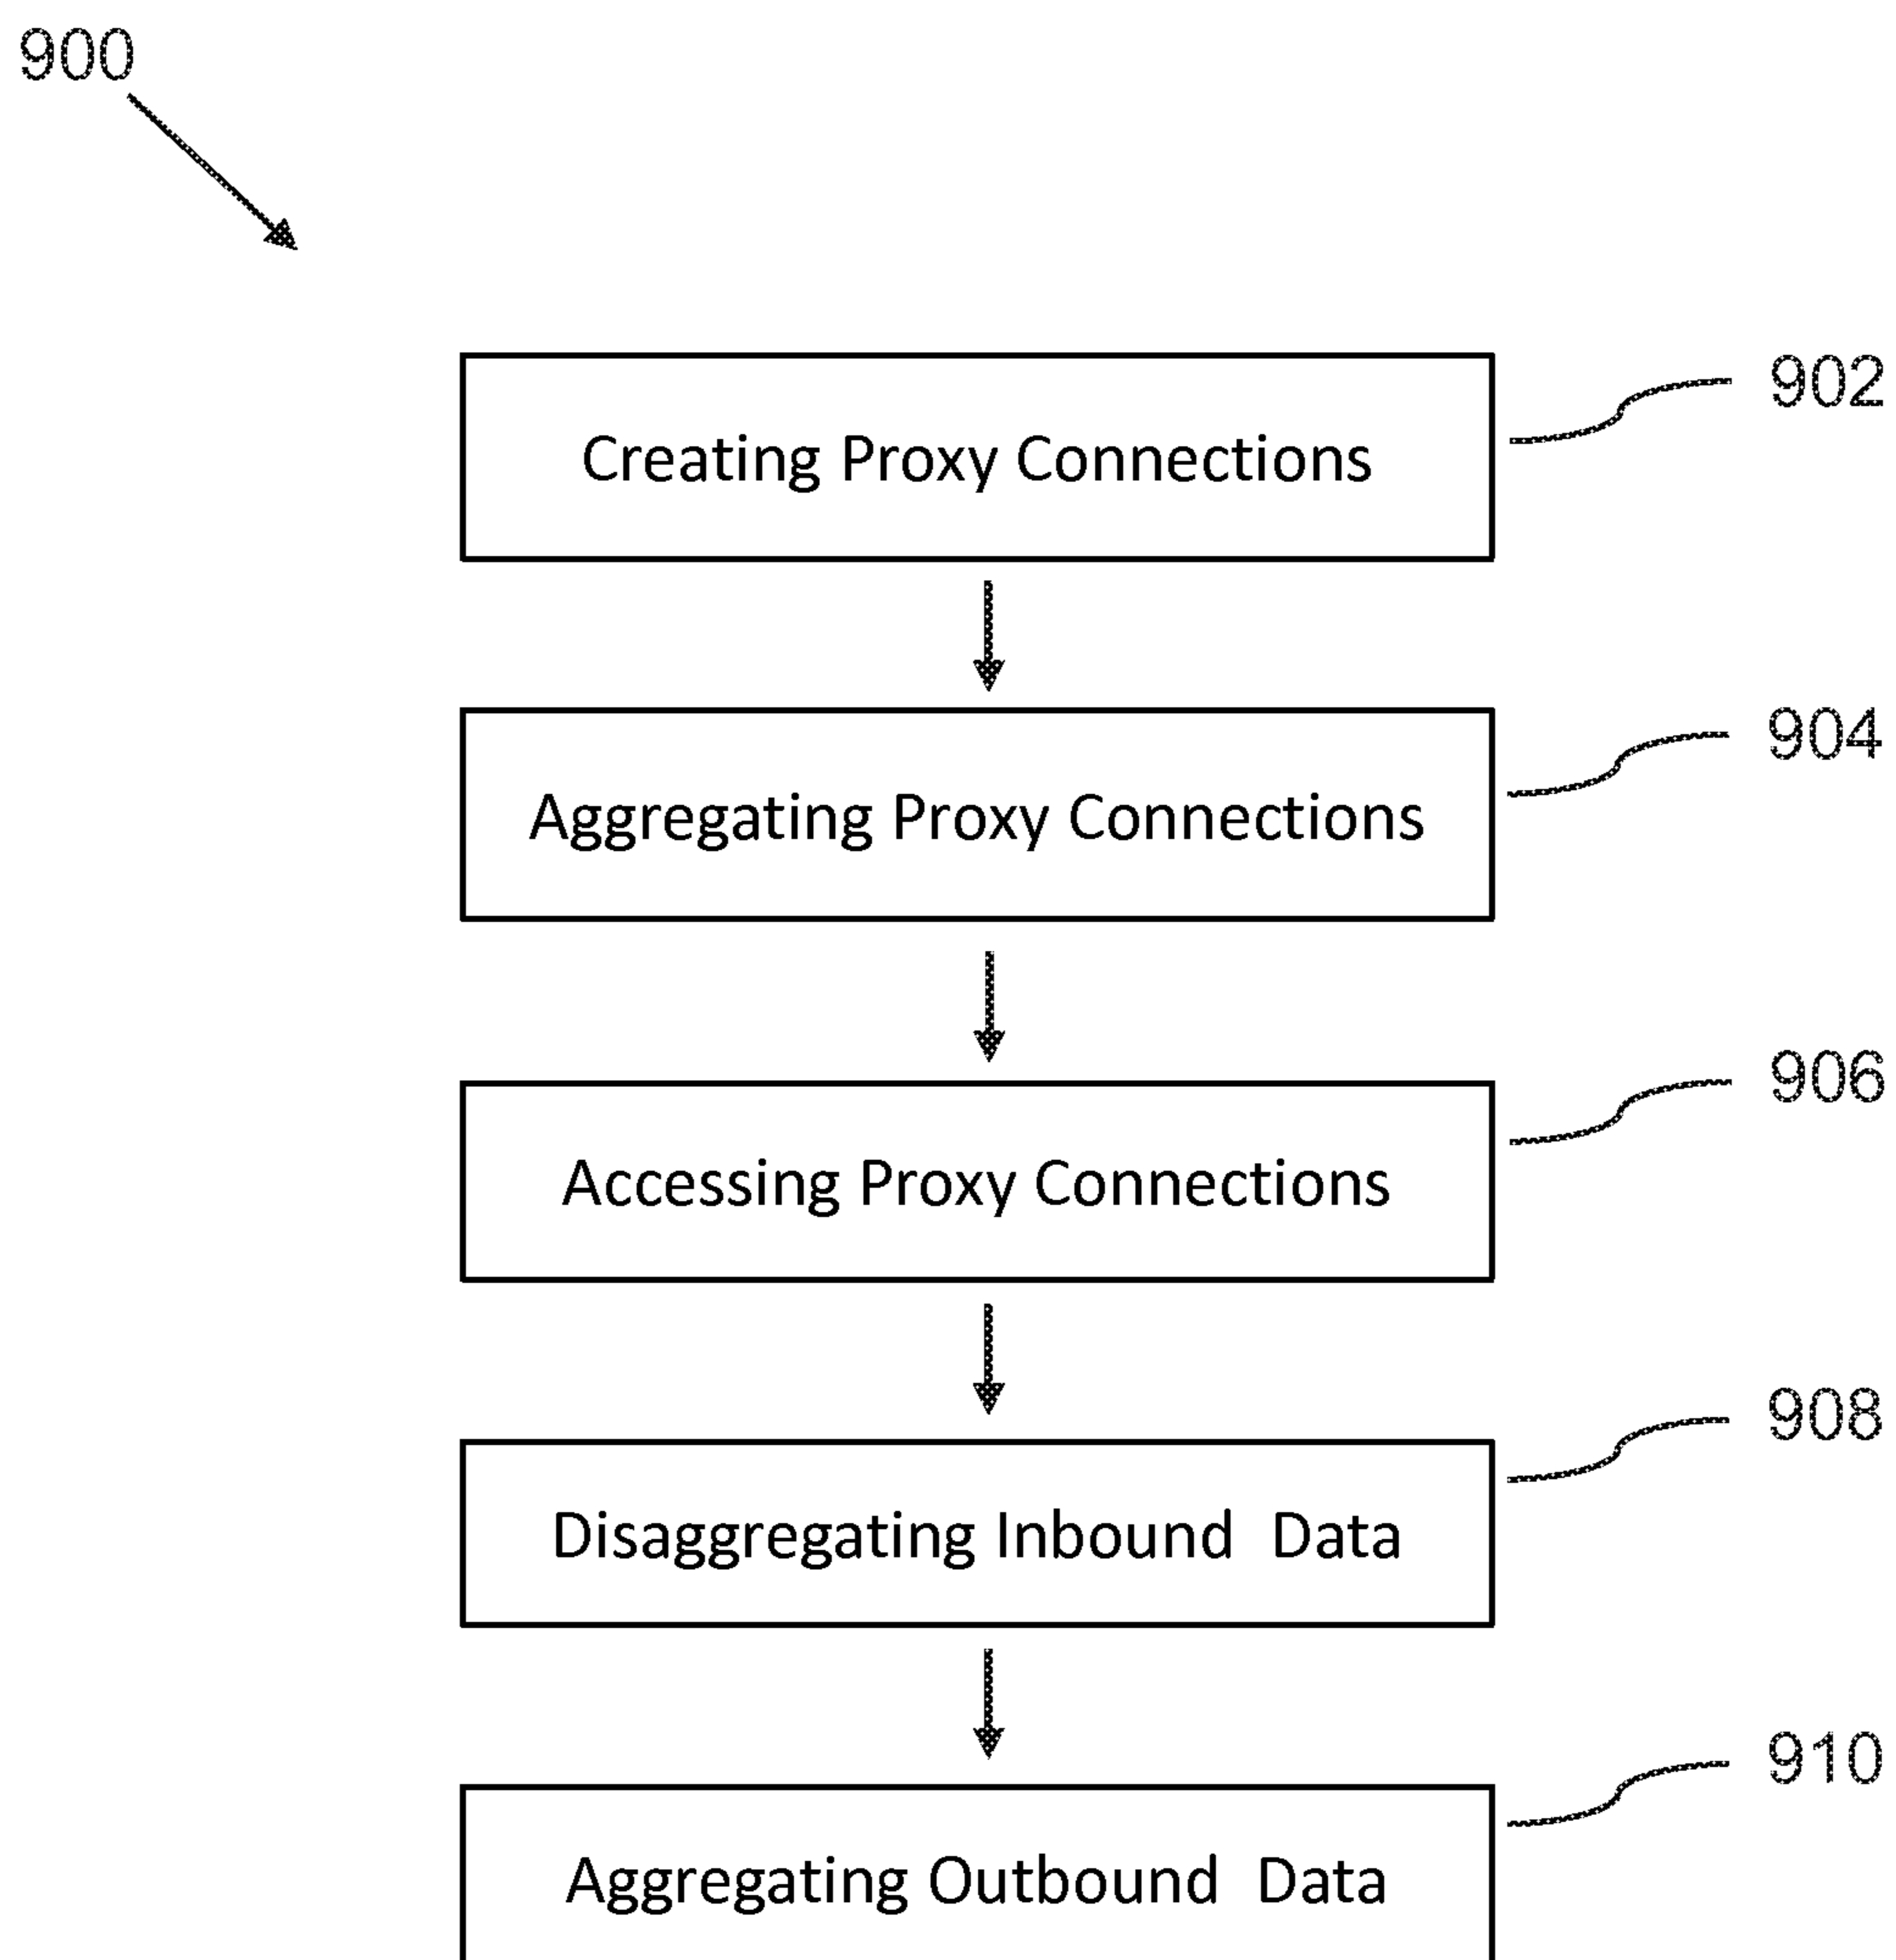 900
Creating Proxy Connections
902
Aggregating Proxy Connections
904
Accessing Proxy Connections
906
Disaggregating Inbound  Data
908
Aggregating Outbound  Data
910